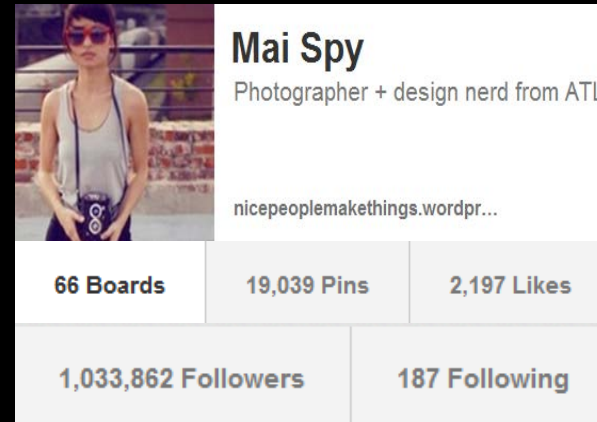 Mai Spy
Photographer + design nerd from ATL
nicepeoplemakethings.wordpr...
66 Boards 19,039 Pins 2,197 Likes
1,033,862 Followers 187 Following